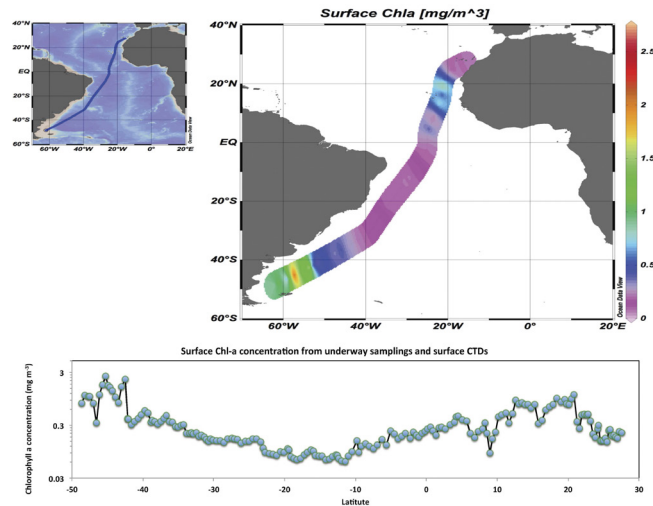 Surface Chla [mg/m^3]
40°N
20°N
EQ
20°S
40°S
60°S
60°W
40°W
20°W
0°
20°E
Ocean Data View
40°N
20°N
EQ
20°S
40°S
60°S
60°W
40°W
20°W
0°
20°E
Ocean Data View
2.5
2
1.5
1
0.5
0
Surface Chl-a concentration from underway samplings and surface CTDs
Chlorophyll a concentration (mg m-3)
3
0.3
0.03
-50
-40
-30
-20
-10
0
10
20
30
Latitute